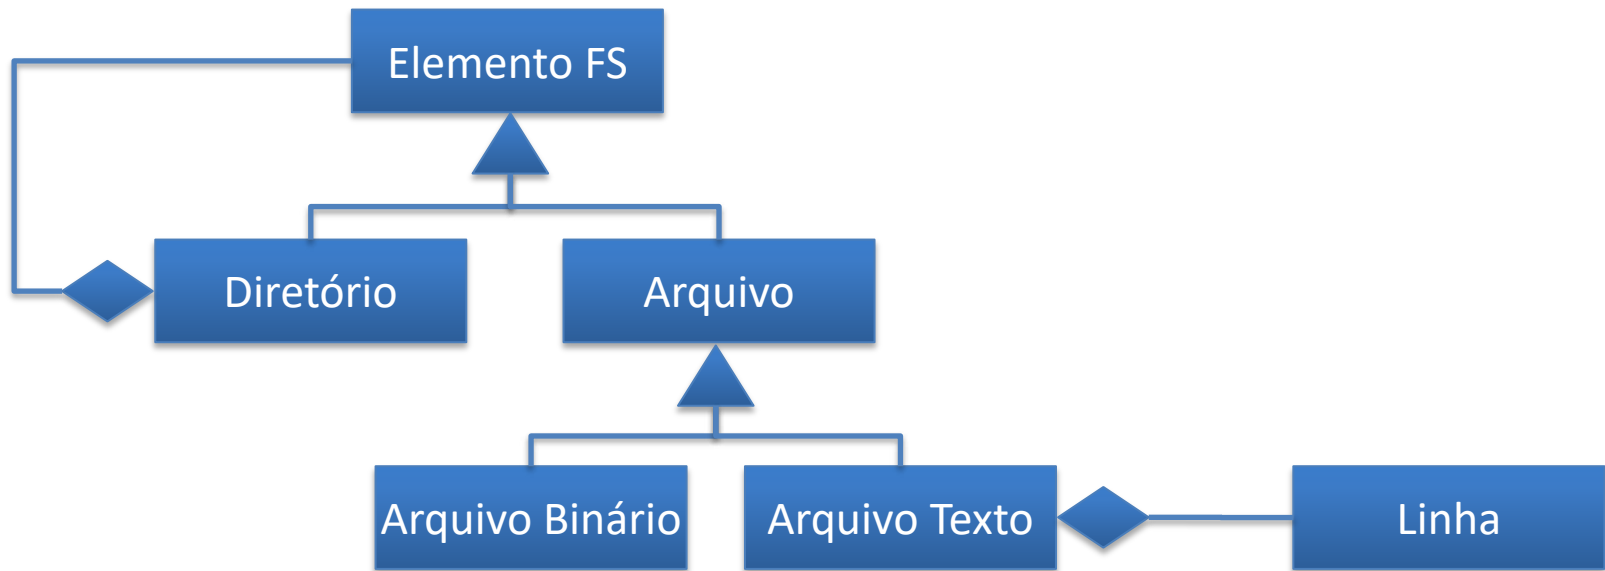 Elemento FS
Diretório
Arquivo
Arquivo Binário
Arquivo Texto
Linha